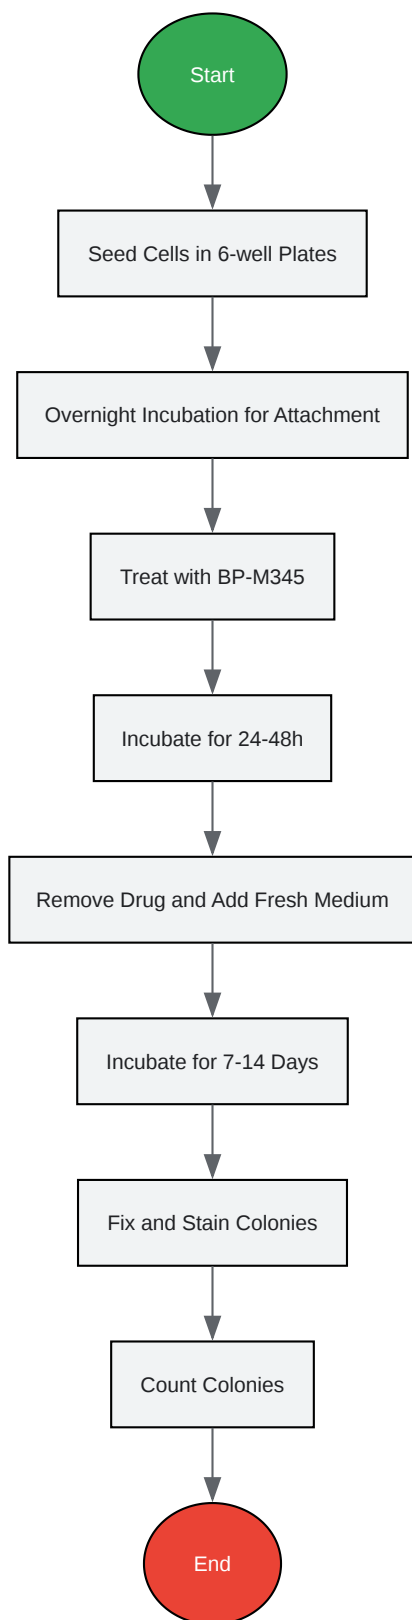 Start
Seed Cells in 6-well Plates
Overnight Incubation for Attachment
Treat with BP-M345
Incubate for 24-48h
Remove Drug and Add Fresh Medium
Incubate for 7-14 Days
Fix and Stain Colonies
Count Colonies
End